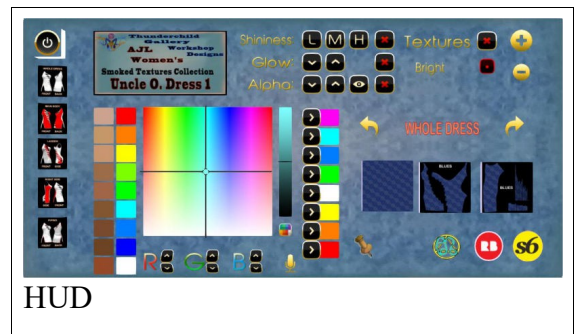 Thunderchild
Gallery
AJL Workshop
Designs
Women's
Smoked Textures Collection
Uncle O. Dress 1
Shininess: L M H
Glow:
Alpha:
Textures
Bright
WHOLE DRESS
BLUES
BLUES
R G B
RB
s6
HUD